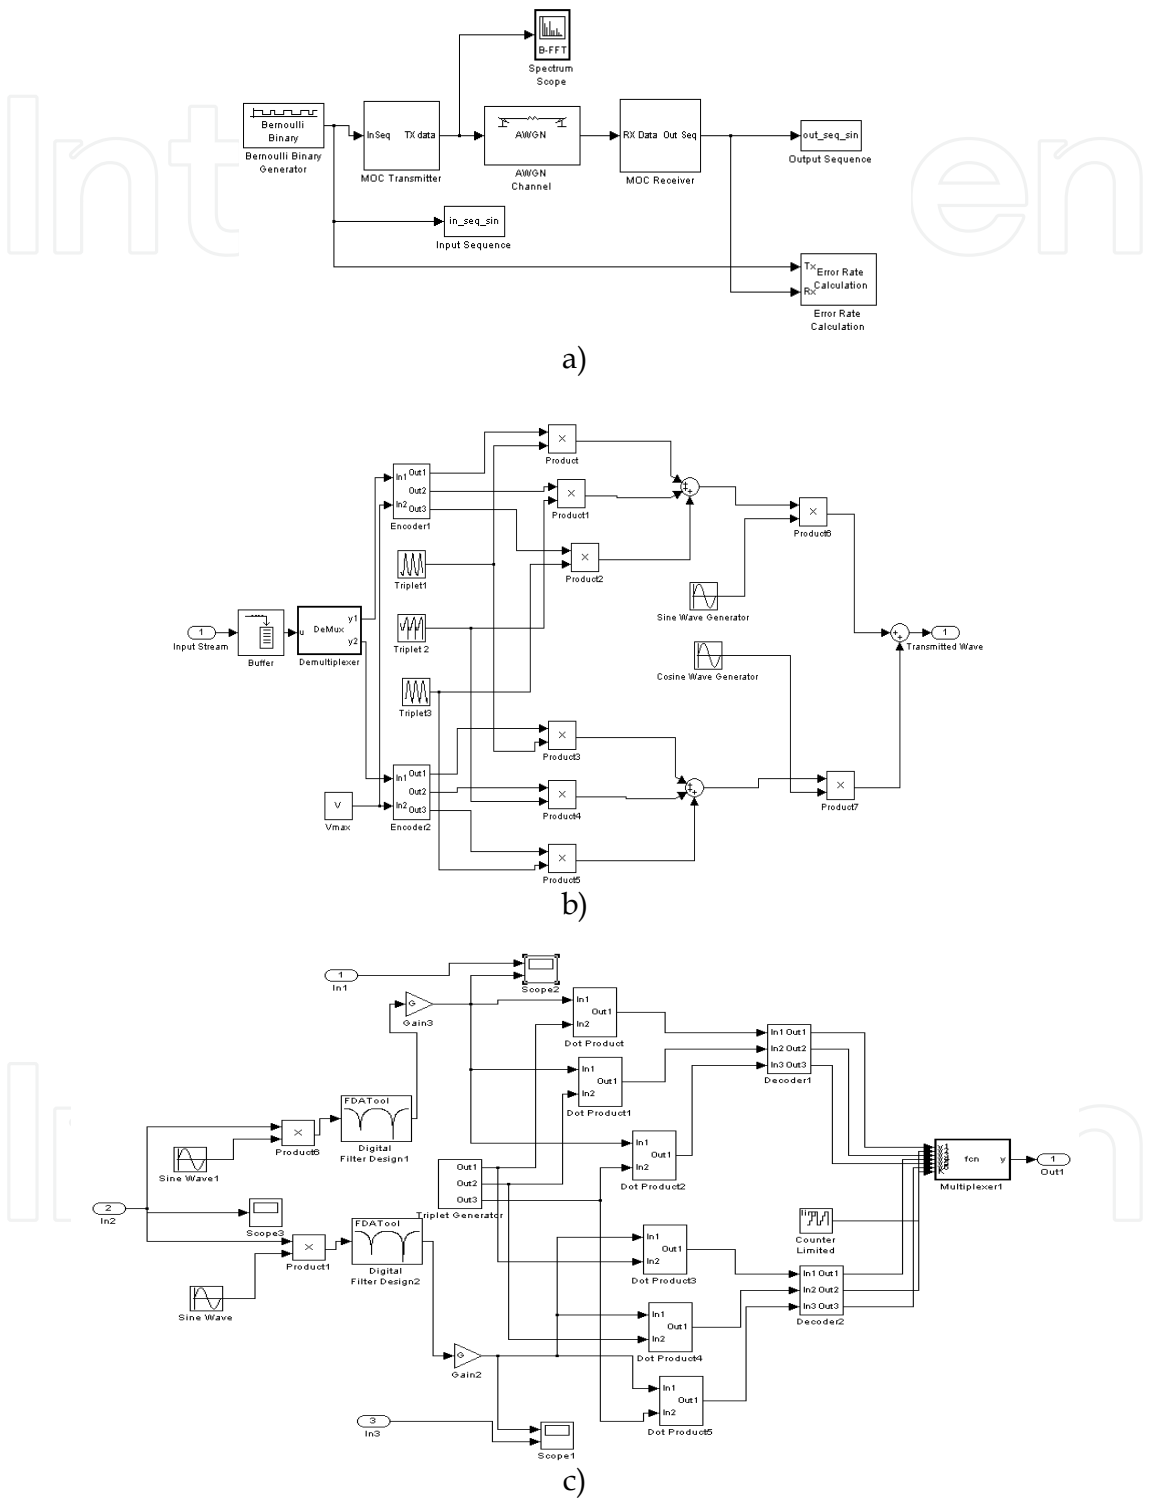 B-FFT
Spectrum
Scope
Bernoulli
Binary
Bernoulli Binary
Generator
InSeq TX data
MOC Transmitter
AWGN
AWGN
Channel
RX Data Out Seq
MOC Receiver
out_seq_sin
Output Sequence
in_seq_sin
Input Sequence
Tx
Rx
Error Rate
Calculation
Error Rate
Calculation
a)
Product
In1 Out1
Out2
In2 Out3
Encoder1
Product1
Product6
Product2
Triplet1
Sine Wave Generator
Triplet 2
1
Input Stream
Buffer
u DeMux y1
y2
Demultiplexer
1
Transmitted Wave
Cosine Wave Generator
Triplet3
Product3
In1 Out1
Out2
In2 Out3
Encoder2
V
Vmax
Product4
Product7
Product5
b)
1
In1
Scope2
G
Gain3
In1
Out1
In2
Dot Product
In1 Out1
In2 Out2
In3 Out3
Decoder1
In1
Out1
In2
Dot Product1
FDATool
Digital
Filter Design1
Product6
Sine Wave1
In1
Out1
In2
Dot Product2
fcn y
Multiplexer1
1
Out1
Out1
Out2
Out3
Triplet Generator
2
In2
Scope3
Product1
FDATool
Digital
Filter Design2
Counter
Limited
In1
Out1
In2
Dot Product3
Sine Wave
In1 Out1
In2 Out2
In3 Out3
Decoder2
In1
Out1
In2
Dot Product4
G
Gain2
In1
Out1
In2
Dot Product5
3
In3
Scope1
c)